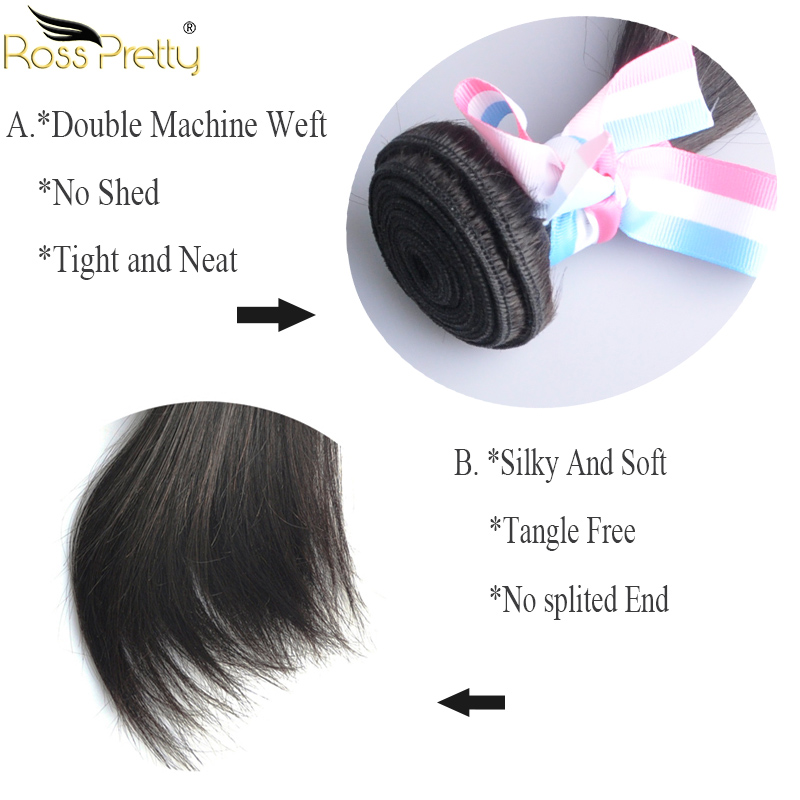 Ross Pretty®
A.*Double Machine Weft
*No Shed
*Tight and Neat
B. *Silky And Soft
*Tangle Free
*No splited End